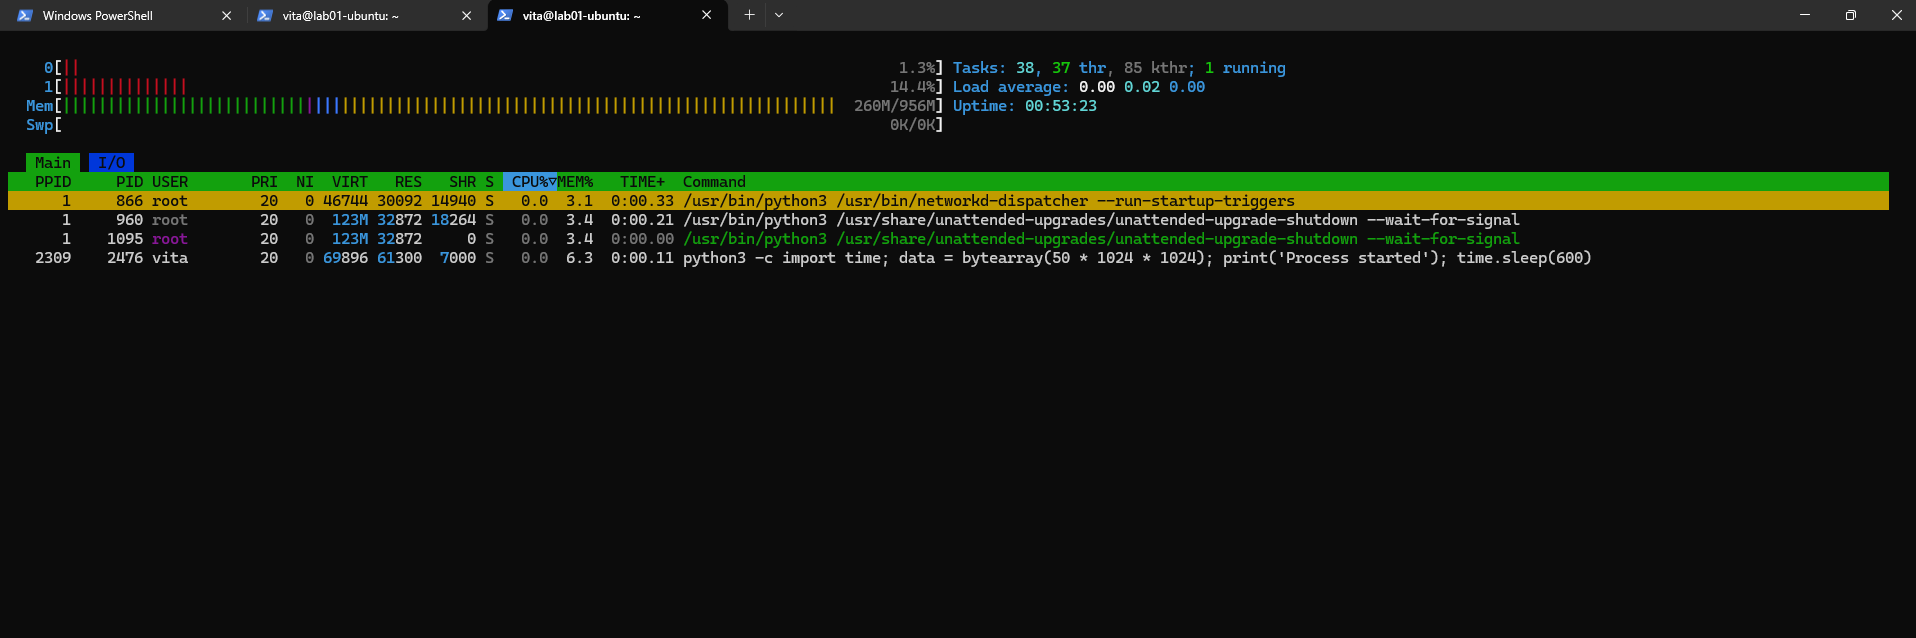 Windows PowerShell vita@lab01-ubuntu: ~ vita@lab01-ubuntu: ~
0[|| 1.3%] Tasks: 38, 37 thr, 85 kthr; 1 running
1[|||||||||||||| 14.4%] Load average: 0.00 0.02 0.00
Mem[||||||||||||||||||||||||||||||||||||||||||||||||||||||||||||||||||||||||||||||||||||||| 260M/956M] Uptime: 00:53:23
Swp[ 0K/0K]
Main I/O
PPID PID USER PRI NI VIRT RES SHR S CPU%▽MEM% TIME+ Command
1 866 root 20 0 46744 30092 14940 S 0.0 3.1 0:00.33 /usr/bin/python3 /usr/bin/networkd-dispatcher --run-startup-triggers
1 960 root 20 0 123M 32872 18264 S 0.0 3.4 0:00.21 /usr/bin/python3 /usr/share/unattended-upgrades/unattended-upgrade-shutdown --wait-for-signal
1 1095 root 20 0 123M 32872 0 S 0.0 3.4 0:00.00 /usr/bin/python3 /usr/share/unattended-upgrades/unattended-upgrade-shutdown --wait-for-signal
2309 2476 vita 20 0 69896 61300 7000 S 0.0 6.3 0:00.11 python3 -c import time; data = bytearray(50 * 1024 * 1024); print('Process started'); time.sleep(600)